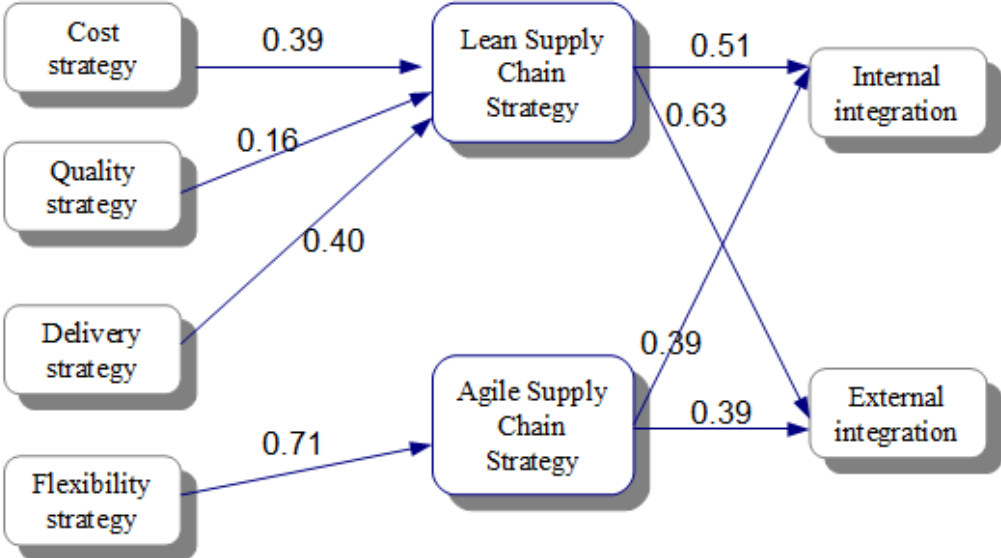 Cost
strategy
0.39
Lean Supply
Chain
Strategy
0.51
Internal
integration
0.63
Quality
strategy
0.16
0.40
Delivery
strategy
0.39
Agile Supply
Chain
Strategy
0.39
External
integration
Flexibility
strategy
0.71